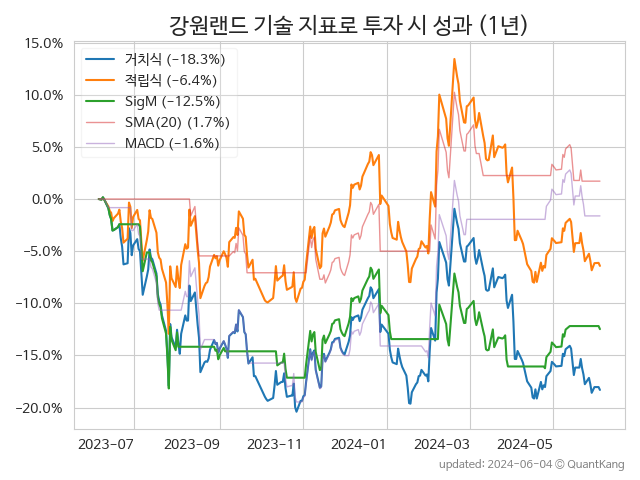 강원랜드 기술 지표로 투자 시 성과 (1년)
15.0%
10.0%
5.0%
0.0%
−5.0%
−10.0%
−15.0%
−20.0%
거치식 (−18.3%)
적립식 (−6.4%)
SigM (−12.5%)
SMA(20) (1.7%)
MACD (−1.6%)
2023-07 2023-09 2023-11 2024-01 2024-03 2024-05
updated: 2024-06-04 © QuantKang